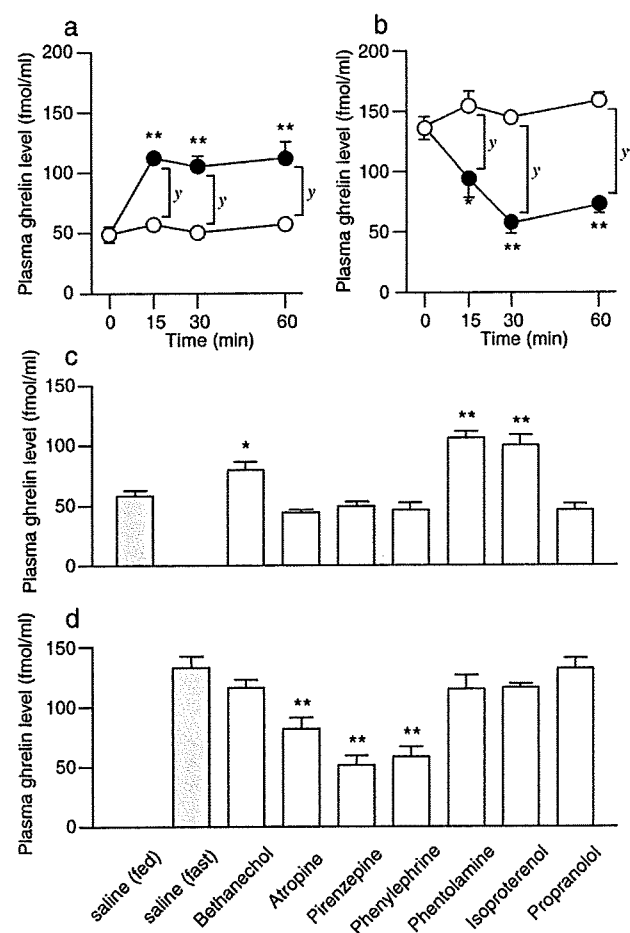 a
Plasma ghrelin level (fmol/ml)
200
150
100
50
0
** ** **
y y y
0 15 30 60
Time (min)
b
Plasma ghrelin level (fmol/ml)
200
150
100
50
0
y y y
* ** **
0 15 30 60
Time (min)
c
Plasma ghrelin level (fmol/ml)
150
100
50
0
* ** **
d
Plasma ghrelin level (fmol/ml)
150
100
50
0
** ** **
saline (fed)
saline (fast)
Bethanechol
Atropine
Pirenzepine
Phenylephrine
Phentolamine
Isoproterenol
Propranolol